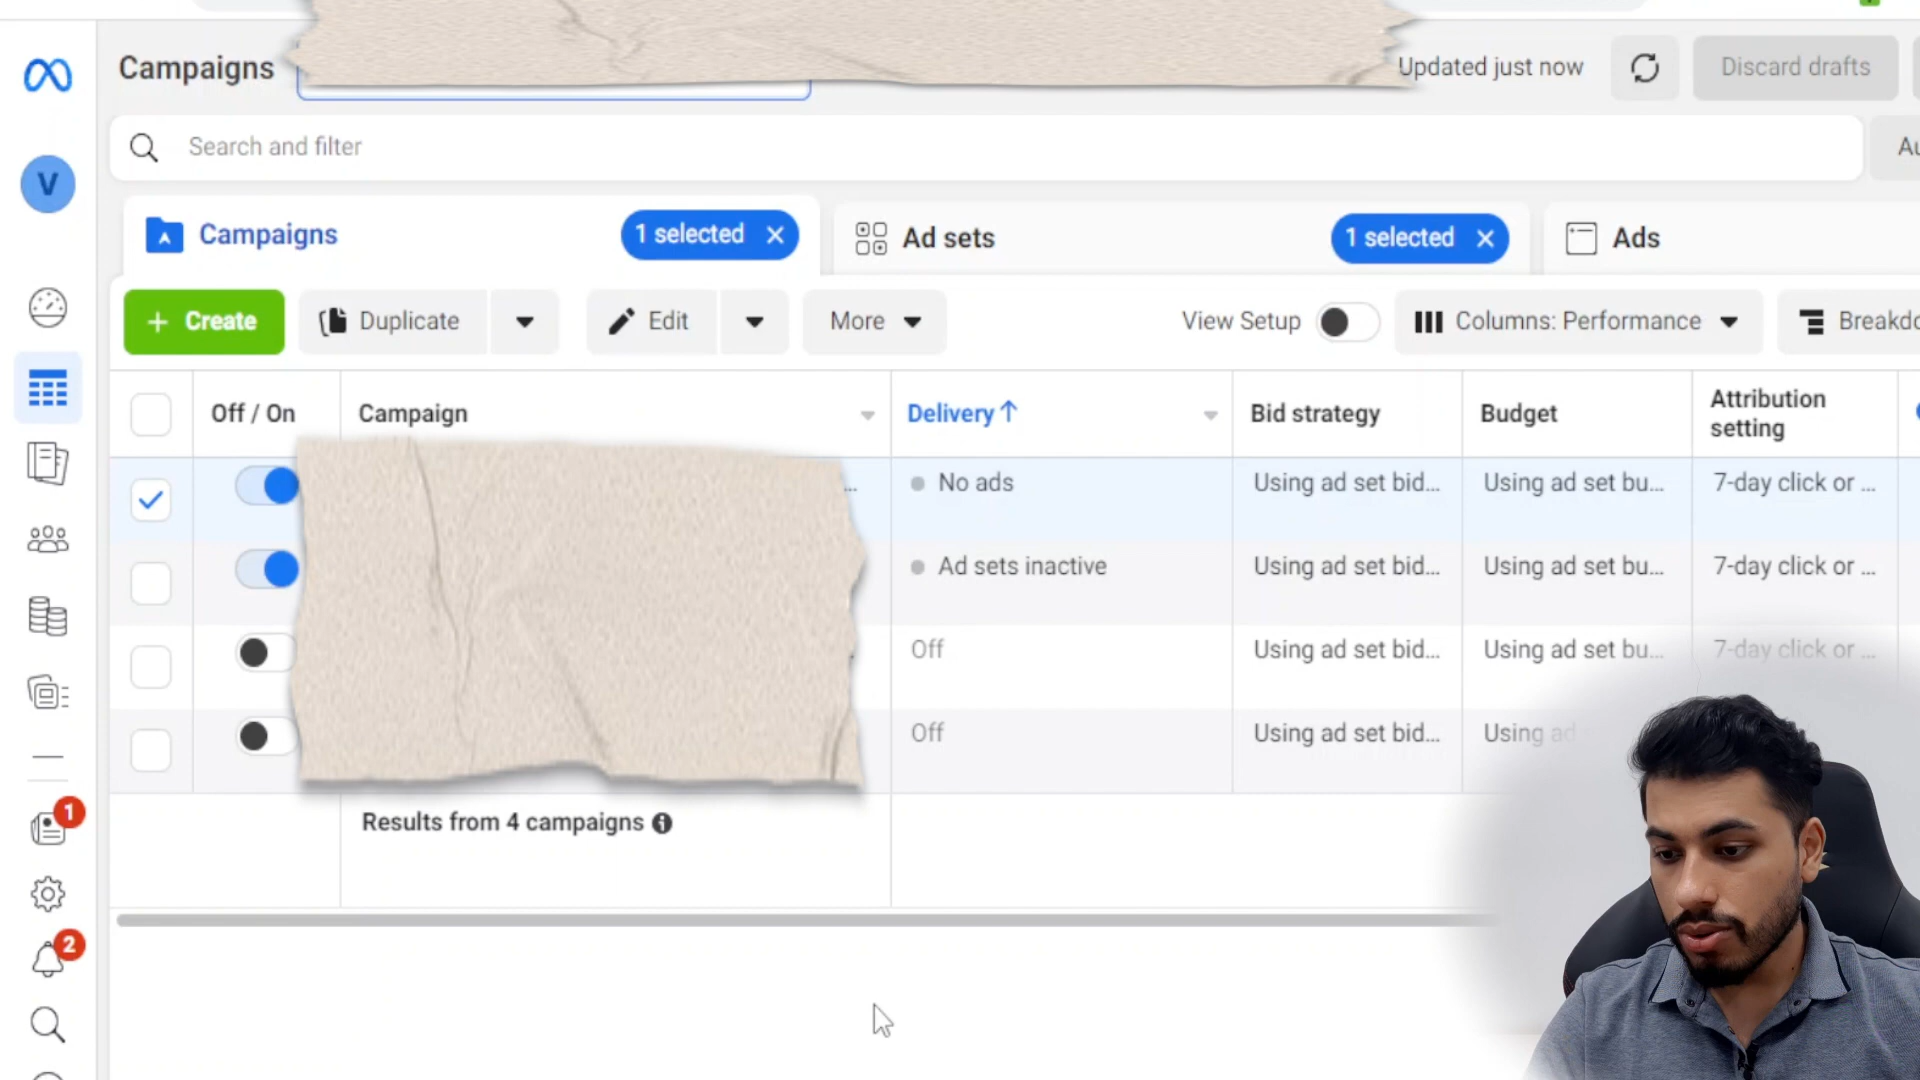 Campaigns
Updated just now
Discard drafts
Search and filter
V
Campaigns
1 selected
Ad sets
1 selected
Ads
+ Create
Duplicate
Edit
More
View Setup
Columns: Performance
Off / On
Campaign
Delivery↑
Bid strategy
Budget
Attribution
setting
...
No ads
Using ad set bid...
Using ad set bu...
7-day click or ...
Ad sets inactive
Using ad set bid...
Using ad set bu...
7-day click or ...
Off
Using ad set bid...
Using ad set bu...
7-day click or ...
Off
Using ad set bid...
Using ad
Results from 4 campaigns
1
2